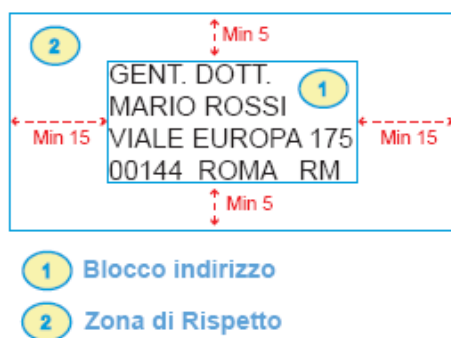 2
Min 5
GENT. DOTT.
1
MARIO ROSSI
Min 15
VIALE EUROPA 175
Min 15
00144 ROMA RM
Min 5
1 Blocco indirizzo
2 Zona di Rispetto